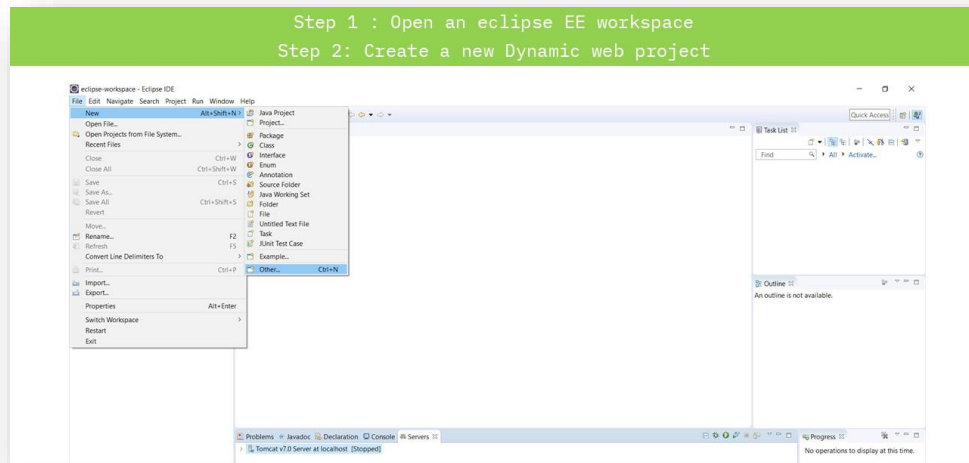 Step 1 : Open an eclipse EE workspace
Step 2: Create a new Dynamic web project
eclipse-workspace - Eclipse IDE
File Edit Navigate Search Project Run Window Help
New Alt+Shift+N >
Open File...
Open Projects from File System...
Recent Files >
Close Ctrl+W
Close All Ctrl+Shift+W
Save Ctrl+S
Save As...
Save All Ctrl+Shift+S
Revert
Move...
Rename... F2
Refresh F5
Convert Line Delimiters To >
Print... Ctrl+P
Import...
Export...
Properties Alt+Enter
Switch Workspace >
Restart
Exit
Java Project
Project...
Package
Class
Interface
Enum
Annotation
Source Folder
Java Working Set
Folder
File
Untitled Text File
Task
JUnit Test Case
Example...
Other... Ctrl+N
Quick Access
Task List
Find All Activate...
Outline
An outline is not available.
Problems Javadoc Declaration Console Servers
Tomcat v7.0 Server at localhost [Stopped]
Progress
No operations to display at this time.